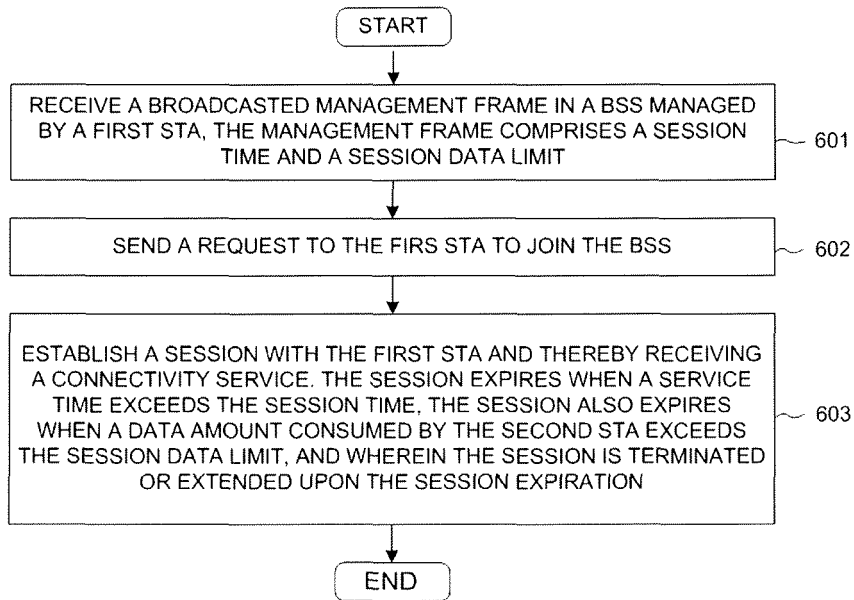 START
RECEIVE A BROADCASTED MANAGEMENT FRAME IN A BSS MANAGED
BY A FIRST STA, THE MANAGEMENT FRAME COMPRISES A SESSION
TIME AND A SESSION DATA LIMIT
601
SEND A REQUEST TO THE FIRS STA TO JOIN THE BSS
602
ESTABLISH A SESSION WITH THE FIRST STA AND THEREBY RECEIVING
A CONNECTIVITY SERVICE. THE SESSION EXPIRES WHEN A SERVICE
TIME EXCEEDS THE SESSION TIME, THE SESSION ALSO EXPIRES
WHEN A DATA AMOUNT CONSUMED BY THE SECOND STA EXCEEDS
THE SESSION DATA LIMIT, AND WHEREIN THE SESSION IS TERMINATED
OR EXTENDED UPON THE SESSION EXPIRATION
603
END